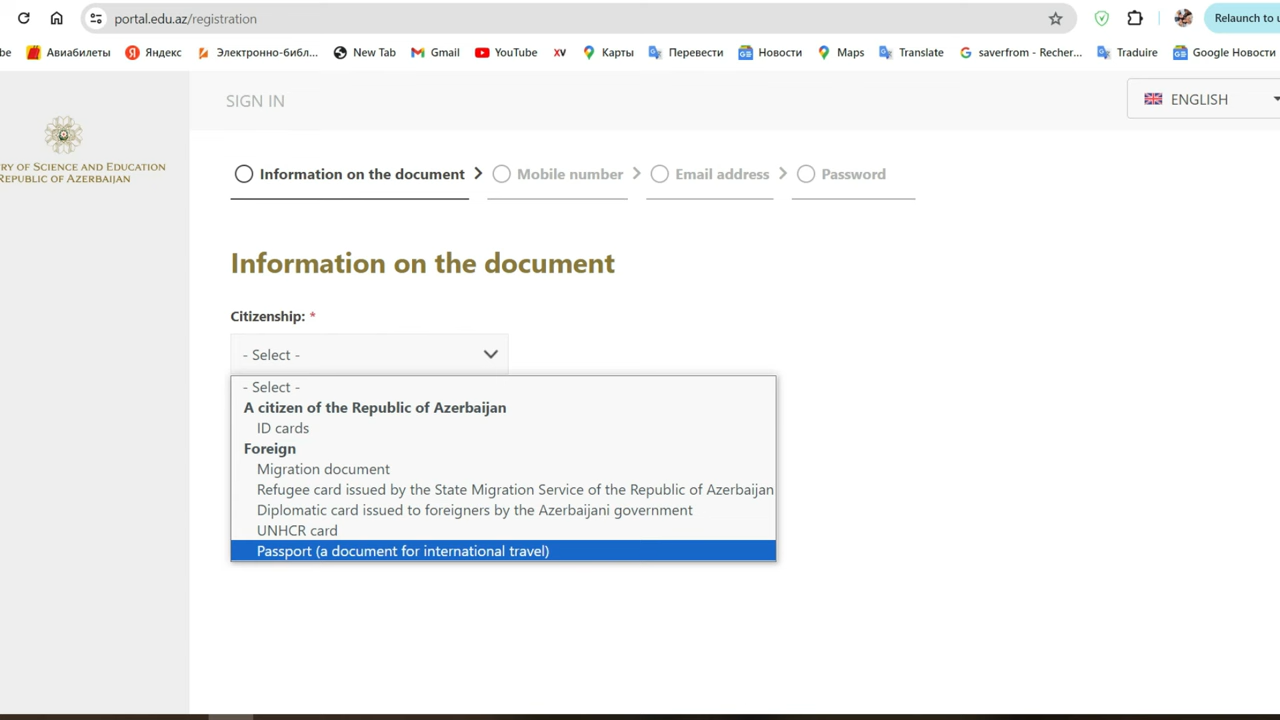 portal.edu.az/registration
Relaunch to u
be
Авиабилеты
Яндекс
Электронно-библ...
New Tab
Gmail
YouTube
XV
Карты
Перевести
Новости
Maps
Translate
saverfrom - Recher...
Traduire
Google Новости
SIGN IN
ENGLISH
RY OF SCIENCE AND EDUCATION
REPUBLIC OF AZERBAIJAN
Information on the document
Mobile number
Email address
Password
Information on the document
Citizenship: *
- Select -
- Select -
A citizen of the Republic of Azerbaijan
ID cards
Foreign
Migration document
Refugee card issued by the State Migration Service of the Republic of Azerbaijan
Diplomatic card issued to foreigners by the Azerbaijani government
UNHCR card
Passport (a document for international travel)